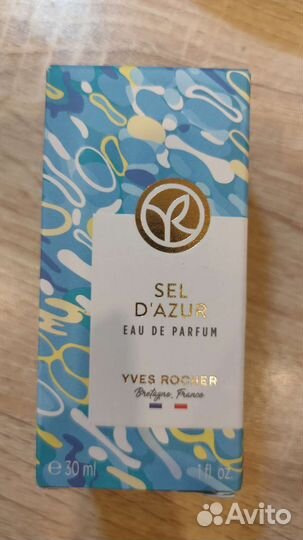 SEL
D'AZUR
EAU DE PARFUM
YVES ROCHER
Bretagne, France
℮ 30 ml
1 fl. oz.
Avito